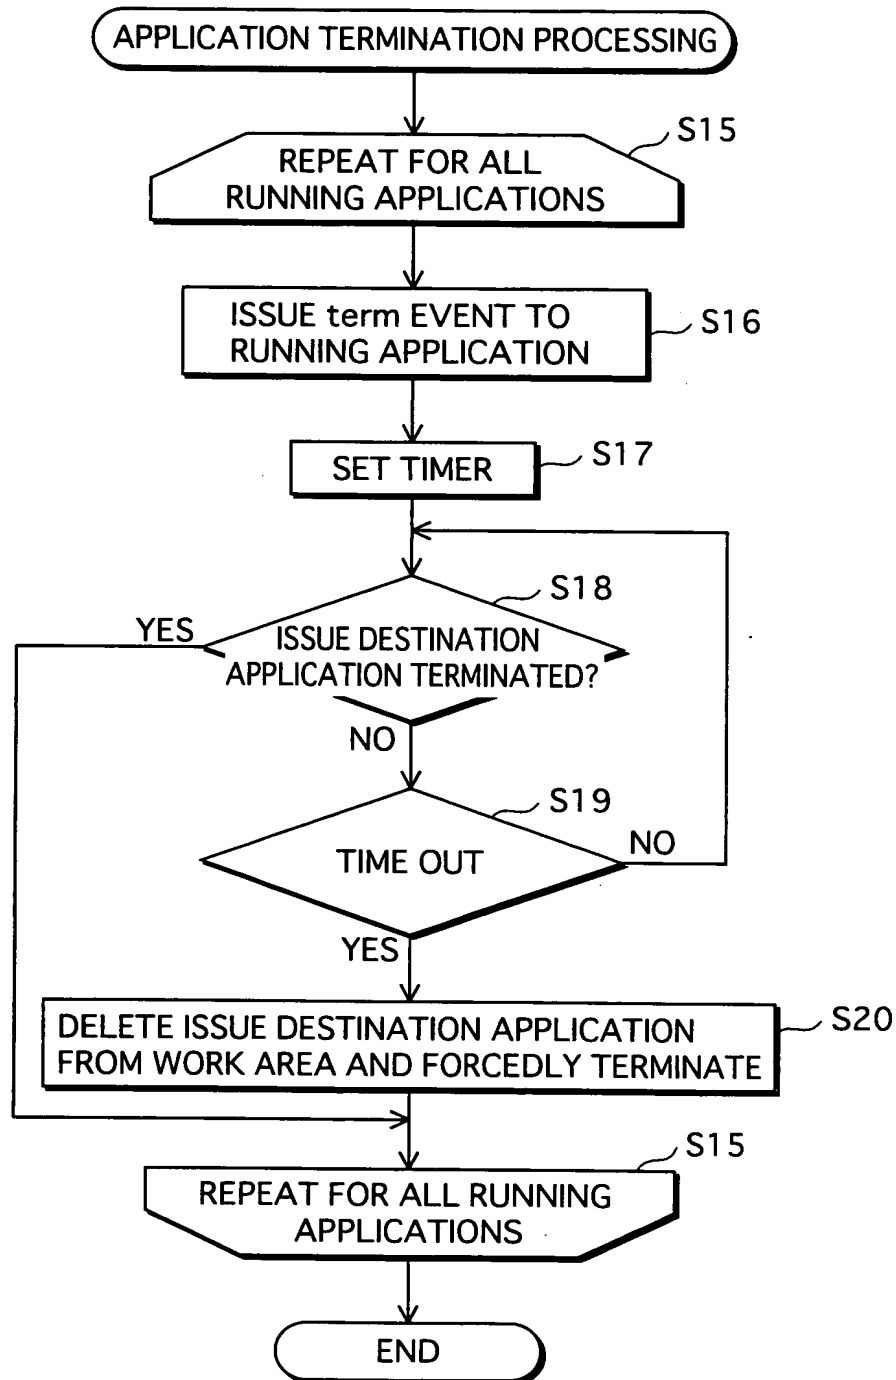 APPLICATION TERMINATION PROCESSING
S15
REPEAT FOR ALL
RUNNING APPLICATIONS
S16
ISSUE term EVENT TO
RUNNING APPLICATION
S17
SET TIMER
S18
YES
ISSUE DESTINATION
APPLICATION TERMINATED?
NO
S19
TIME OUT
NO
YES
S20
DELETE ISSUE DESTINATION APPLICATION
FROM WORK AREA AND FORCEDLY TERMINATE
S15
REPEAT FOR ALL RUNNING
APPLICATIONS
END